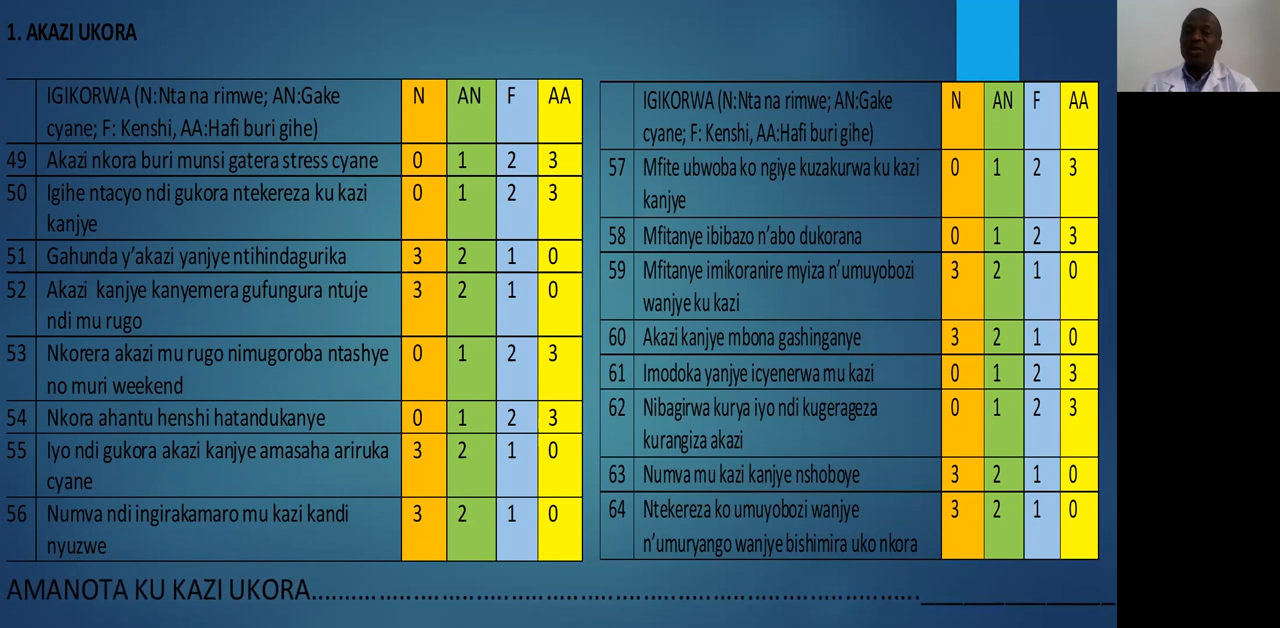 1. AKAZI UKORA
IGIKORWA (N:Nta na rimwe; AN:Gake N AN F AA
cyane; F: Kenshi, AA:Hafi buri gihe)
49 Akazi nkora buri munsi gatera stress cyane 0 1 2 3
50 Igihe ntacyo ndi gukora ntekereza ku kazi 0 1 2 3
kanjye
51 Gahunda y'akazi yanjye ntihindagurika 3 2 1 0
52 Akazi kanjye kanyemera gufungura ntuje 3 2 1 0
ndi mu rugo
53 Nkorera akazi mu rugo nimugoroba ntashye 0 1 2 3
no muri weekend
54 Nkora ahantu henshi hatandukanye 0 1 2 3
55 Iyo ndi gukora akazi kanjye amasaha ariruka 3 2 1 0
cyane
56 Numva ndi ingirakamaro mu kazi kandi 3 2 1 0
nyuzwe
IGIKORWA (N:Nta na rimwe; AN:Gake N AN F AA
cyane; F: Kenshi, AA:Hafi buri gihe)
57 Mfite ubwoba ko ngiye kuzakurwa ku kazi 0 1 2 3
kanjye
58 Mfitanye ibibazo n'abo dukorana 0 1 2 3
59 Mfitanye imikoranire myiza n'umuyobozi 3 2 1 0
wanjye ku kazi
60 Akazi kanjye mbona gashinganye 3 2 1 0
61 Imodoka yanjye icyenerwa mu kazi 0 1 2 3
62 Nibagirwa kurya iyo ndi kugerageza 0 1 2 3
kurangiza akazi
63 Numva mu kazi kanjye nshoboye 3 2 1 0
64 Ntekereza ko umuyobozi wanjye 3 2 1 0
n'umuryango wanjye bishimira uko nkora
AMANOTA KU KAZI UKORA..........................................................................................____________